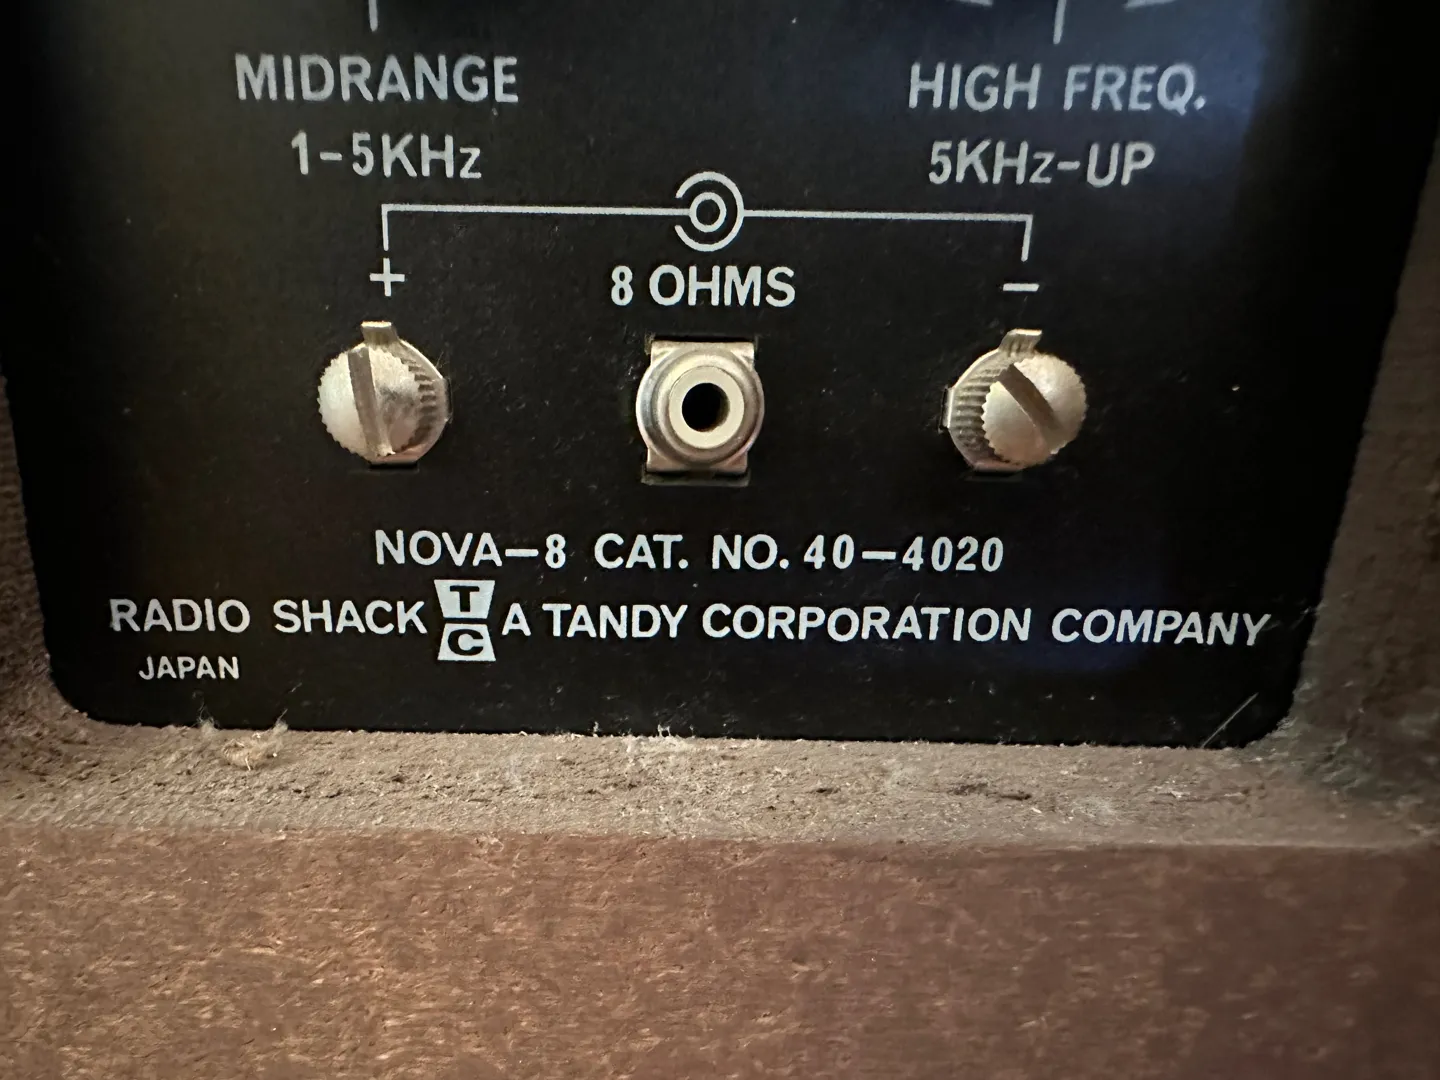 MIDRANGE
1-5KHz
HIGH FREQ.
5KHz-UP
+
8 OHMS
−
NOVA—8 CAT. NO. 40—4020
RADIO SHACK TC A TANDY CORPORATION COMPANY
JAPAN